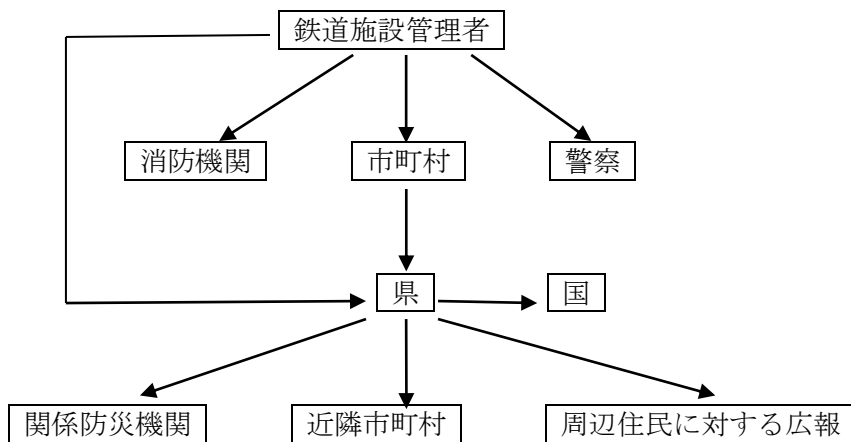 鉄道施設管理者
消防機関
市町村
警察
県
国
関係防災機関
近隣市町村
周辺住民に対する広報